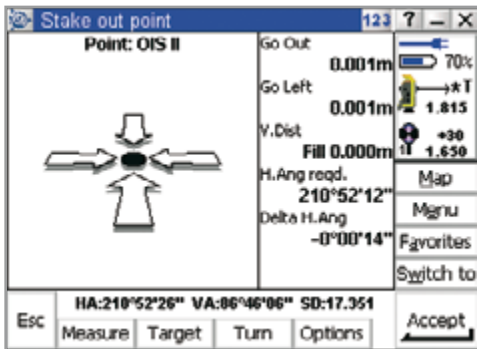 Stake out point 123 ?
Point: OIS II
Go Out
0.001m
Go Left
0.001m
V.Dist
Fill 0.000m
H.Ang reqd.
210°52'12"
Delta H.Ang
-0°00'14"
70%
T
1.815
+30
11 1.650
Map
Menu
Favorites
Switch to
HA:210°52'26" VA:86°46'06" SD:17.351
Esc
Measure Target Turn Options
Accept